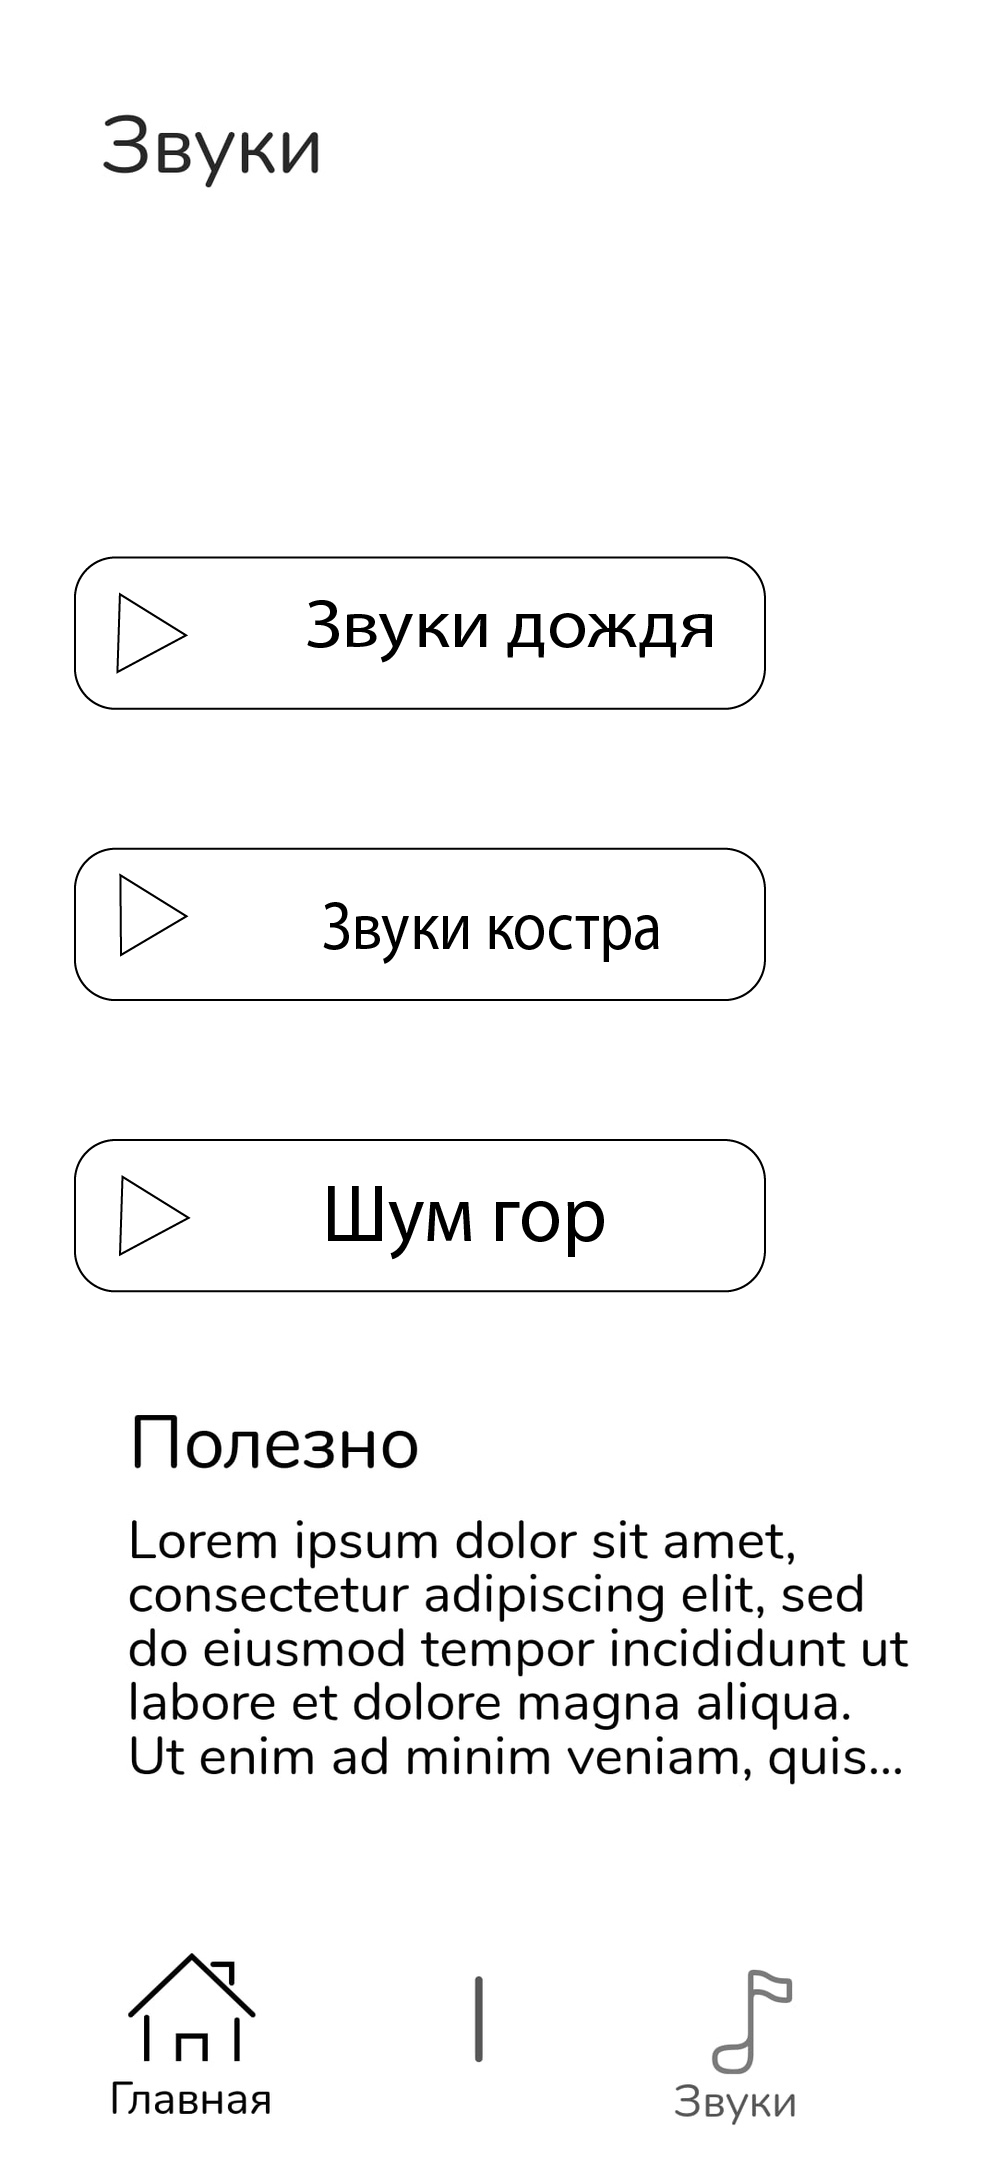 Звуки
Звуки дождя
Звуки костра
Шум гор
Полезно
Lorem ipsum dolor sit amet,
consectetur adipiscing elit, sed
do eiusmod tempor incididunt ut
labore et dolore magna aliqua.
Ut enim ad minim veniam, quis...
Главная
Звуки